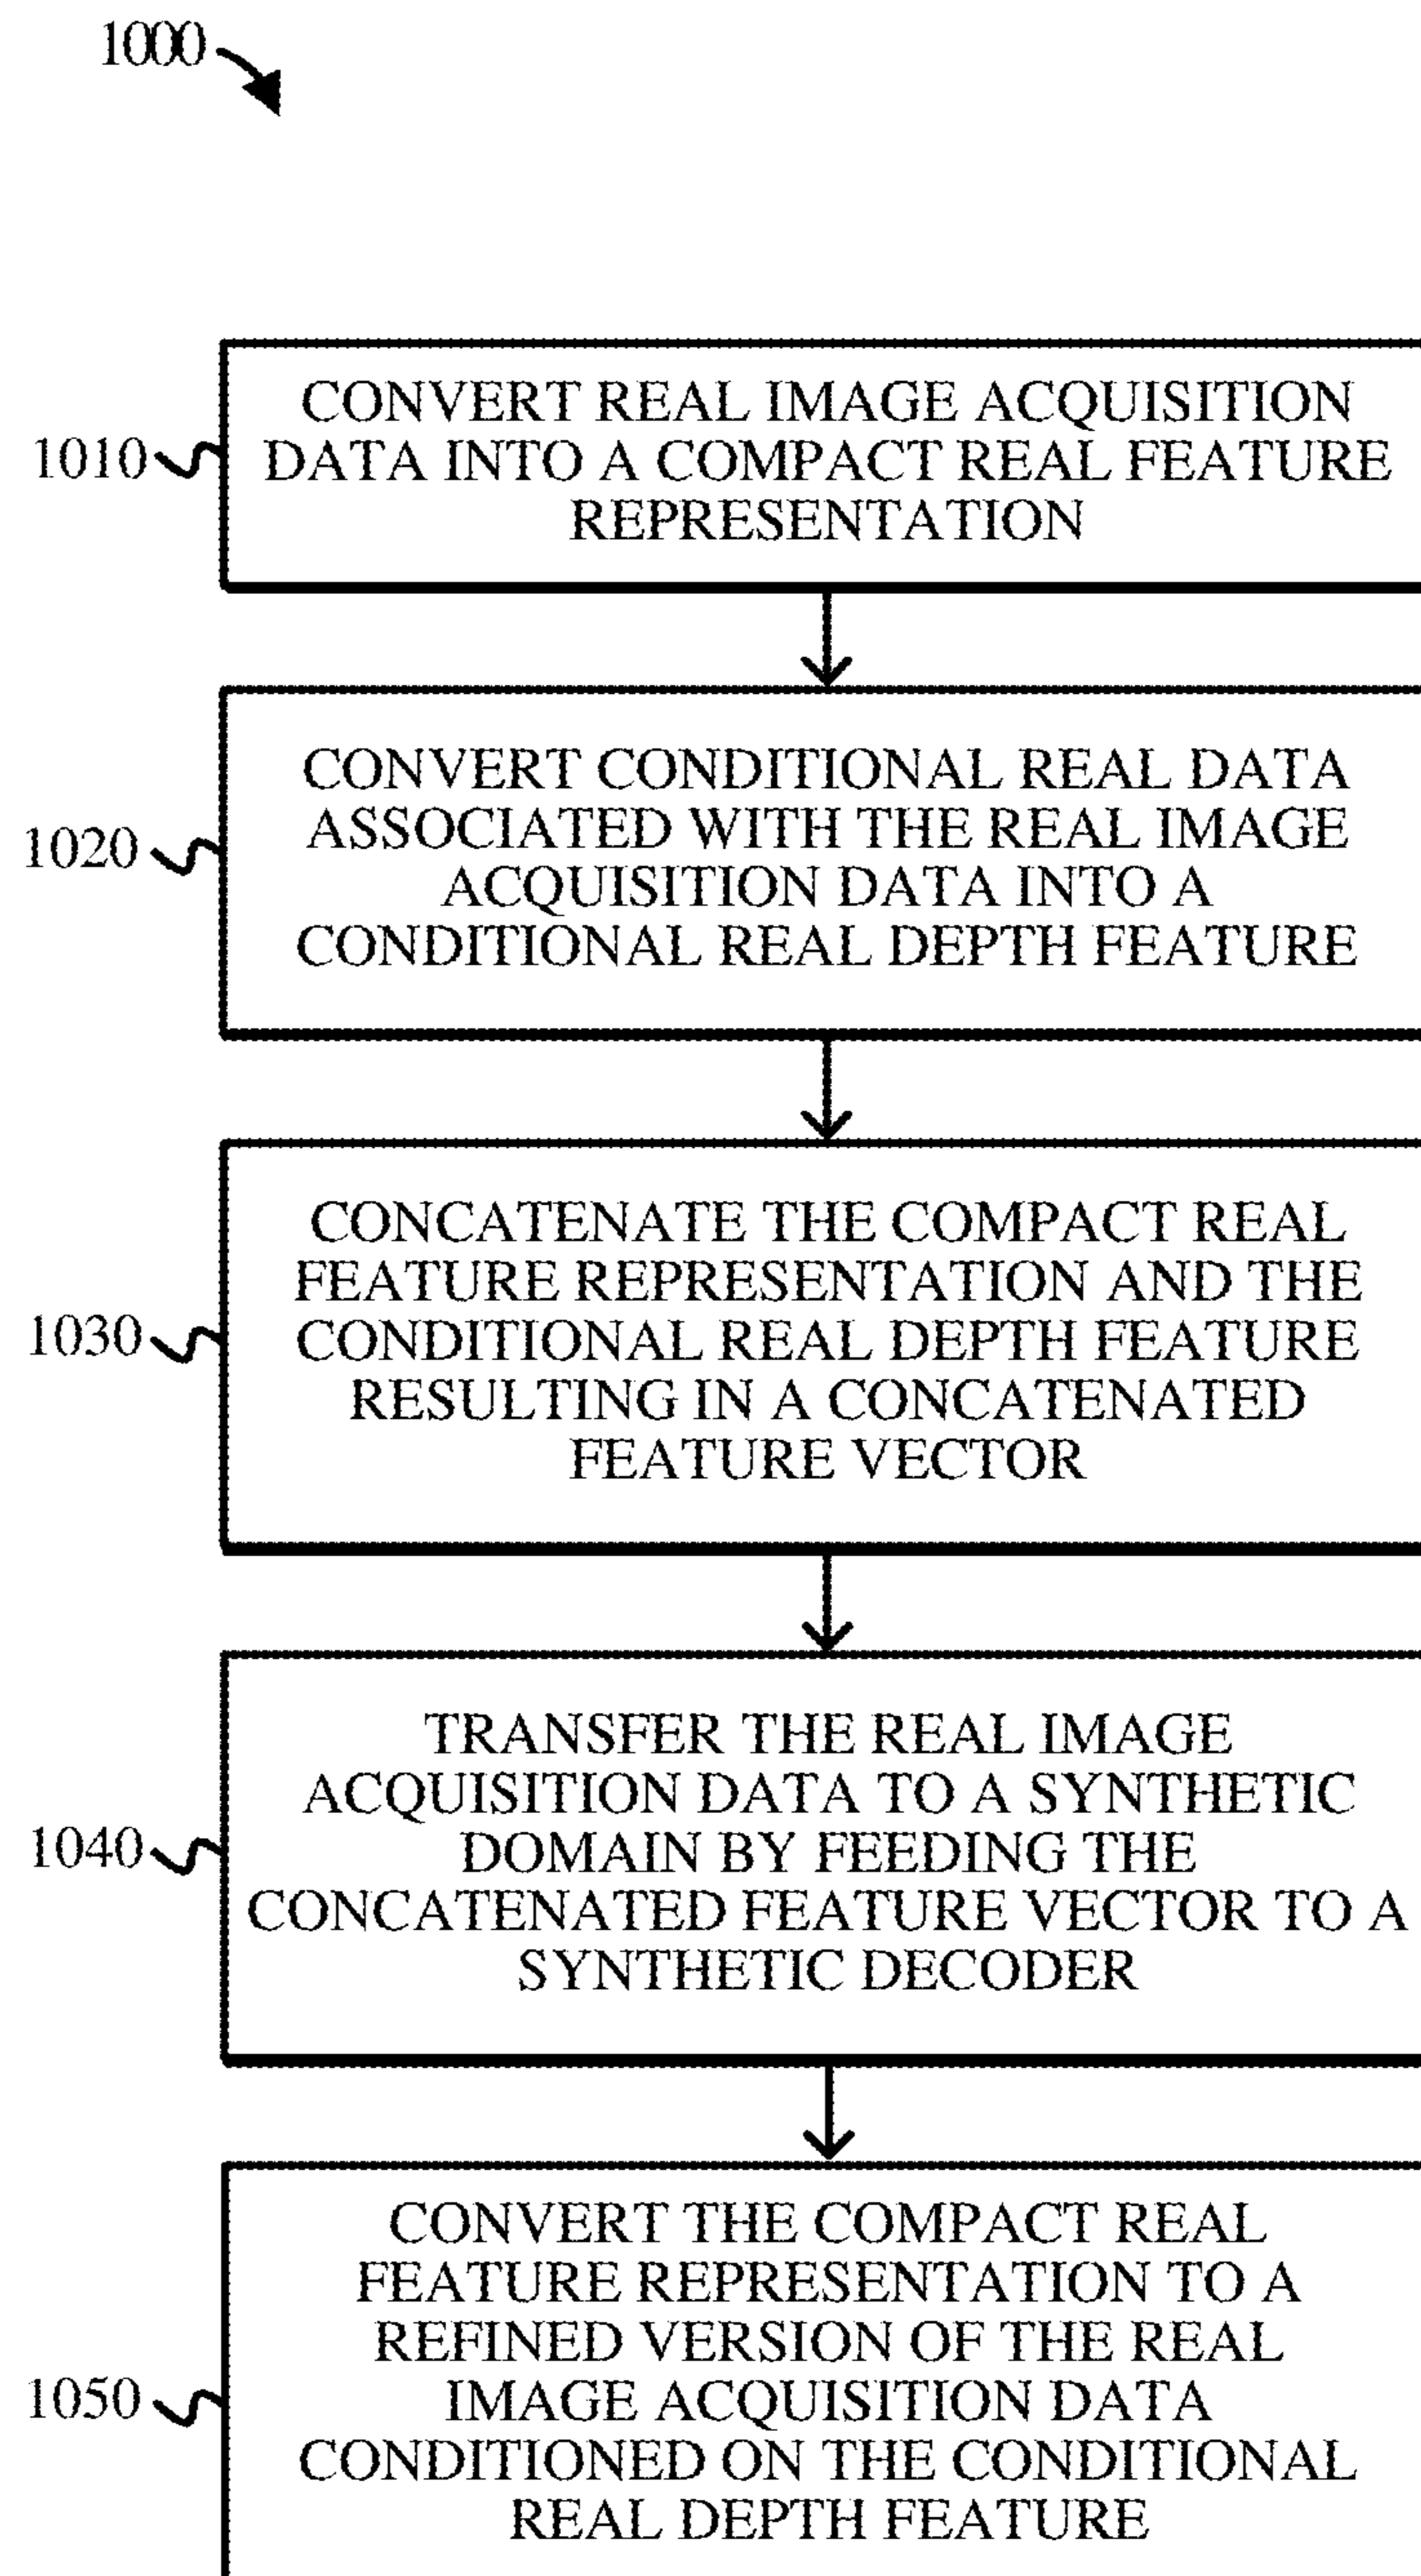 1000
1010
CONVERT REAL IMAGE ACQUISITION
DATA INTO A COMPACT REAL FEATURE
REPRESENTATION
1020
CONVERT CONDITIONAL REAL DATA
ASSOCIATED WITH THE REAL IMAGE
ACQUISITION DATA INTO A
CONDITIONAL REAL DEPTH FEATURE
1030
CONCATENATE THE COMPACT REAL
FEATURE REPRESENTATION AND THE
CONDITIONAL REAL DEPTH FEATURE
RESULTING IN A CONCATENATED
FEATURE VECTOR
1040
TRANSFER THE REAL IMAGE
ACQUISITION DATA TO A SYNTHETIC
DOMAIN BY FEEDING THE
CONCATENATED FEATURE VECTOR TO A
SYNTHETIC DECODER
1050
CONVERT THE COMPACT REAL
FEATURE REPRESENTATION TO A
REFINED VERSION OF THE REAL
IMAGE ACQUISITION DATA
CONDITIONED ON THE CONDITIONAL
REAL DEPTH FEATURE